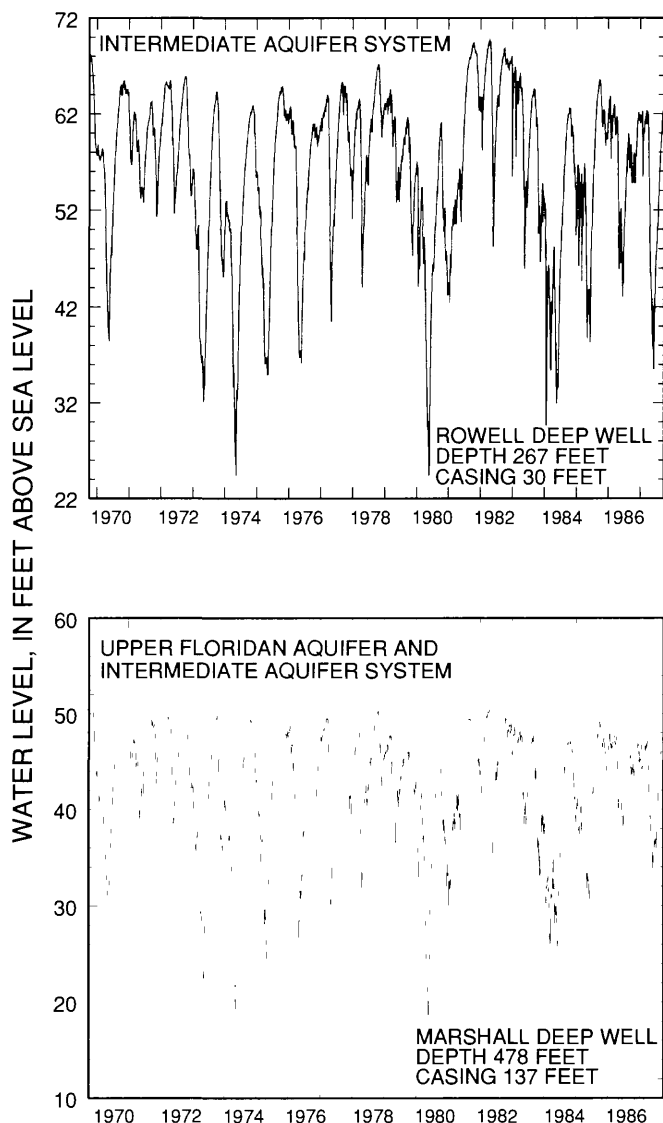 WATER LEVEL, IN FEET ABOVE SEA LEVEL
72
62
52
42
32
22
INTERMEDIATE AQUIFER SYSTEM
ROWELL DEEP WELL
DEPTH 267 FEET
CASING 30 FEET
1970 1972 1974 1976 1978 1980 1982 1984 1986
60
50
40
30
20
10
UPPER FLORIDAN AQUIFER AND
INTERMEDIATE AQUIFER SYSTEM
MARSHALL DEEP WELL
DEPTH 478 FEET
CASING 137 FEET
1970 1972 1974 1976 1978 1980 1982 1984 1986